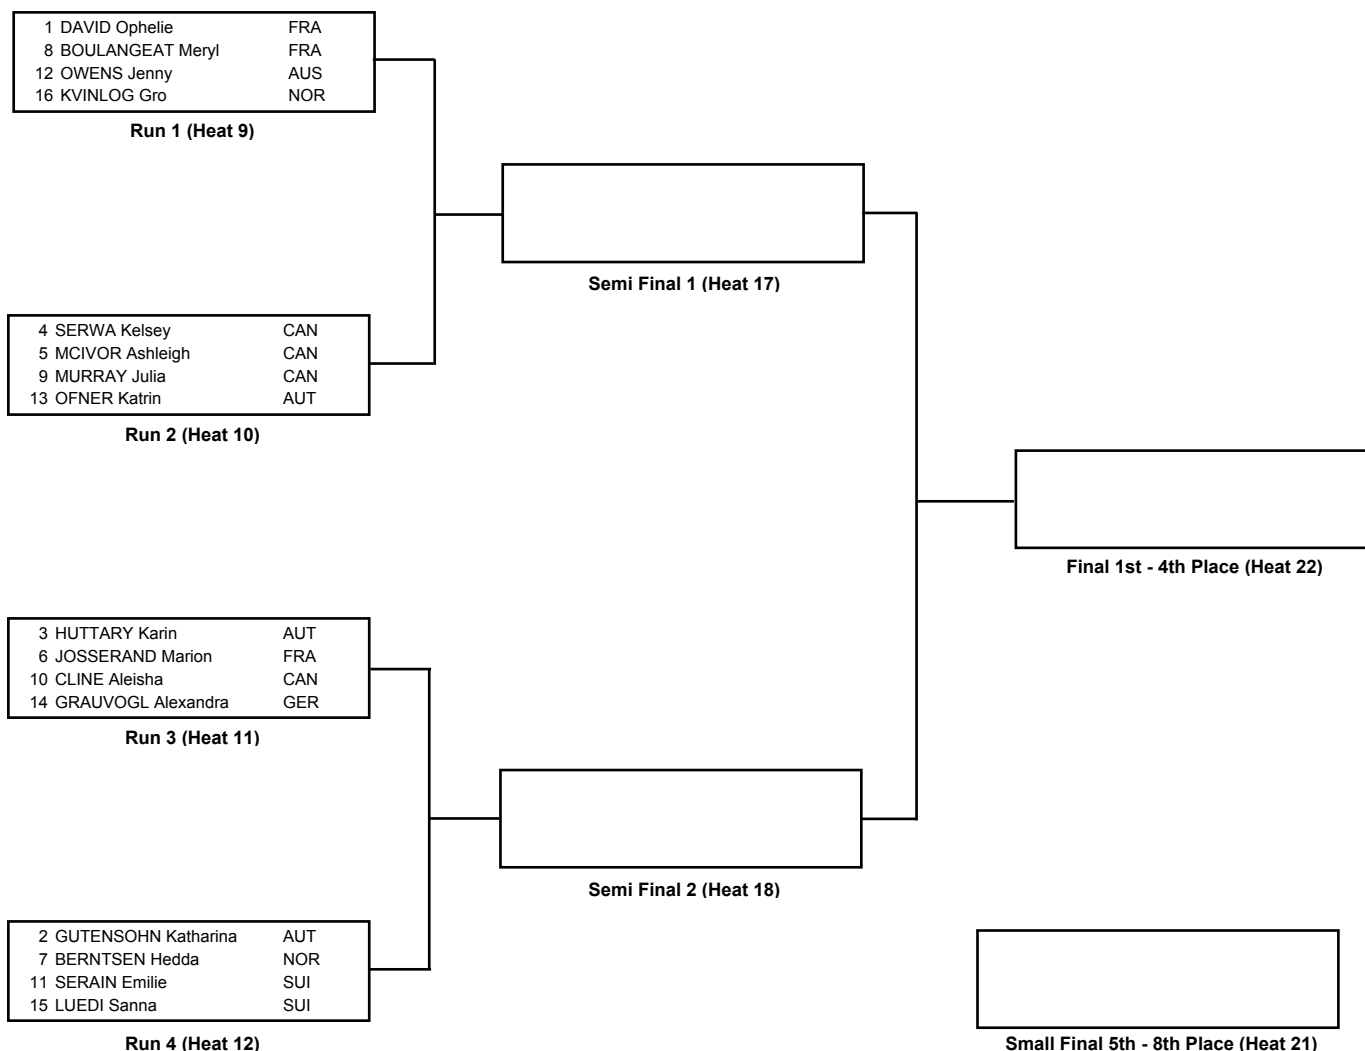 1 DAVID Ophelie FRA
8 BOULANGEAT Meryl FRA
12 OWENS Jenny AUS
16 KVINLOG Gro NOR
Run 1 (Heat 9)
Semi Final 1 (Heat 17)
4 SERWA Kelsey CAN
5 MCIVOR Ashleigh CAN
9 MURRAY Julia CAN
13 OFNER Katrin AUT
Run 2 (Heat 10)
Final 1st - 4th Place (Heat 22)
3 HUTTARY Karin AUT
6 JOSSERAND Marion FRA
10 CLINE Aleisha CAN
14 GRAUVOGL Alexandra GER
Run 3 (Heat 11)
Semi Final 2 (Heat 18)
2 GUTENSOHN Katharina AUT
7 BERNTSEN Hedda NOR
11 SERAIN Emilie SUI
15 LUEDI Sanna SUI
Run 4 (Heat 12)
Small Final 5th - 8th Place (Heat 21)